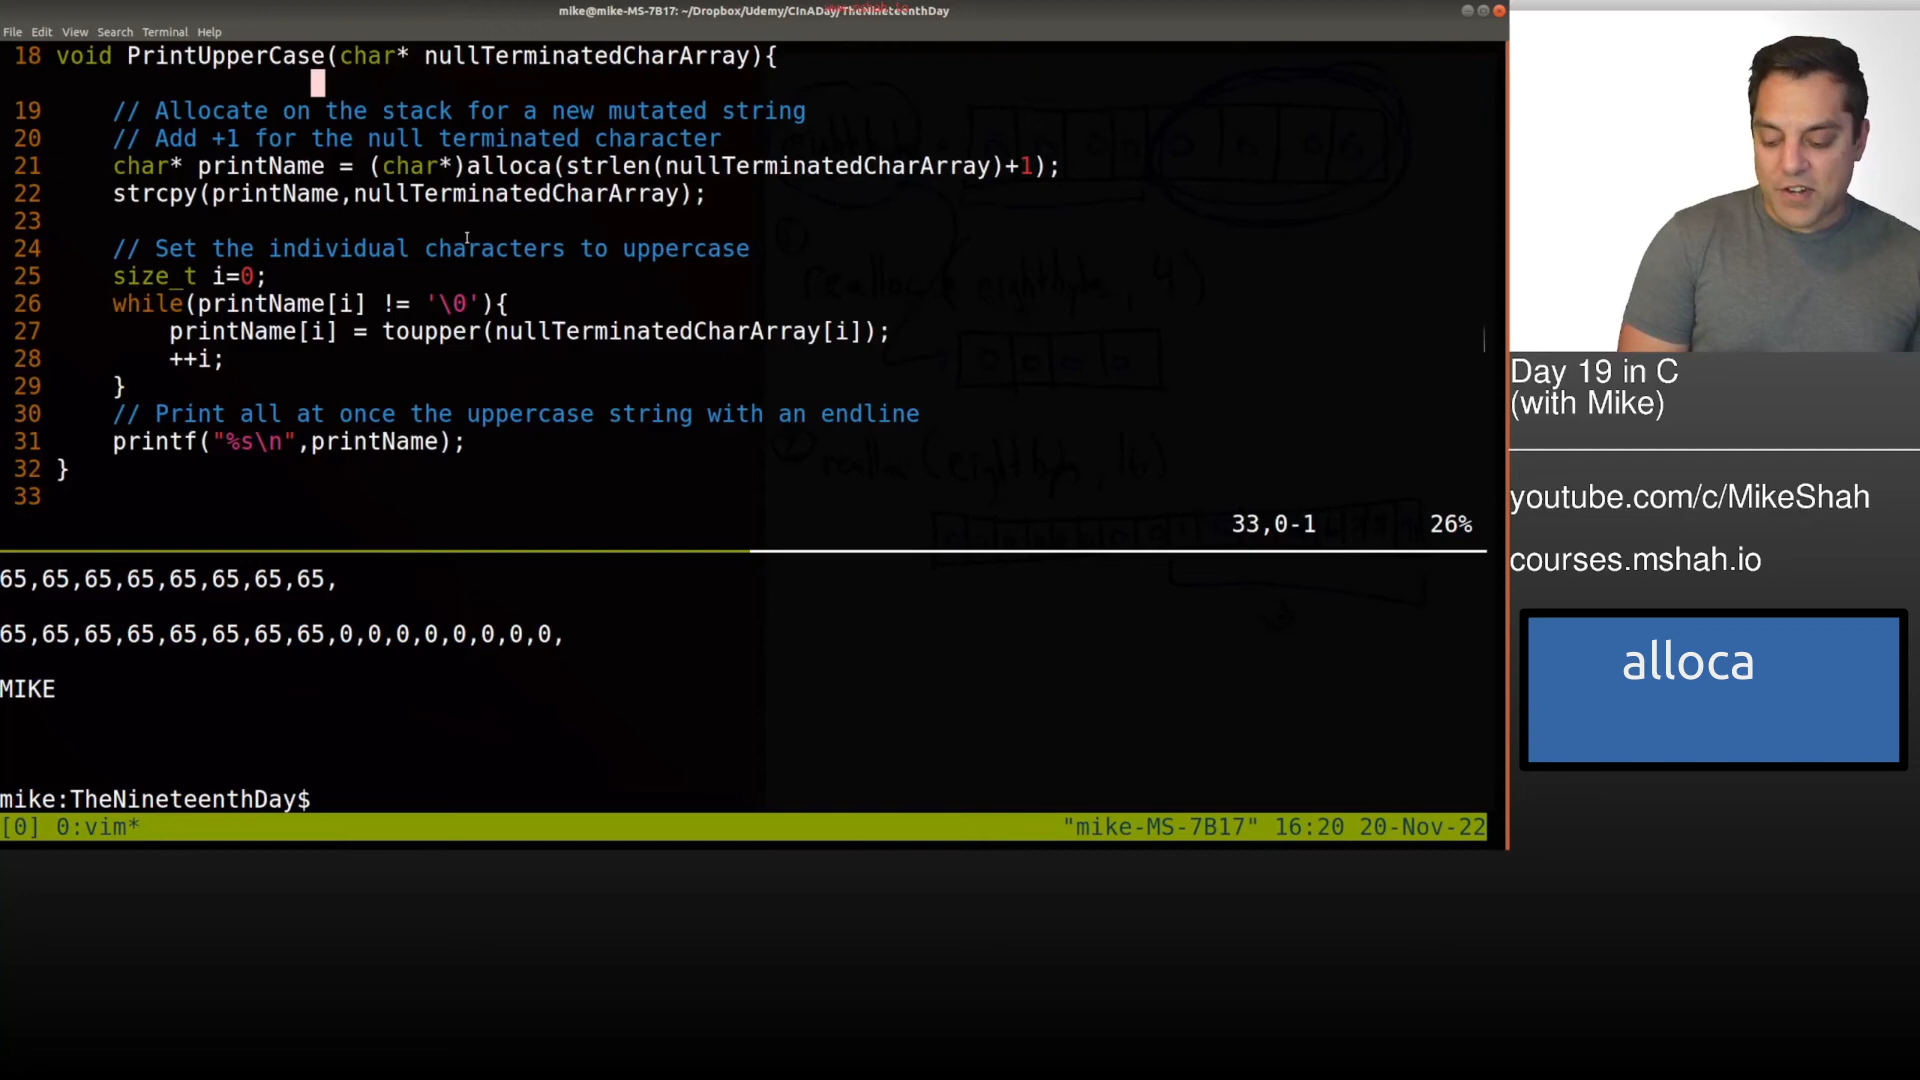 mike@mike-MS-7B17: ~/Dropbox/Udemy/CInADay/TheNineteenthDay
File Edit View Search Terminal Help
18 void PrintUpperCase(char* nullTerminatedCharArray){
19     // Allocate on the stack for a new mutated string
20     // Add +1 for the null terminated character
21     char* printName = (char*)alloca(strlen(nullTerminatedCharArray)+1);
22     strcpy(printName,nullTerminatedCharArray);
23
24     // Set the individual characters to uppercase
25     size_t i=0;
26     while(printName[i] != '\0'){
27         printName[i] = toupper(nullTerminatedCharArray[i]);
28         ++i;
29     }
30     // Print all at once the uppercase string with an endline
31     printf("%s\n",printName);
32 }
33
33,0-1 26%
65,65,65,65,65,65,65,65,
65,65,65,65,65,65,65,65,0,0,0,0,0,0,0,0,
MIKE
mike:TheNineteenthDay$
[0] 0:vim* "mike-MS-7B17" 16:20 20-Nov-22
Day 19 in C
(with Mike)
youtube.com/c/MikeShah
courses.mshah.io
alloca